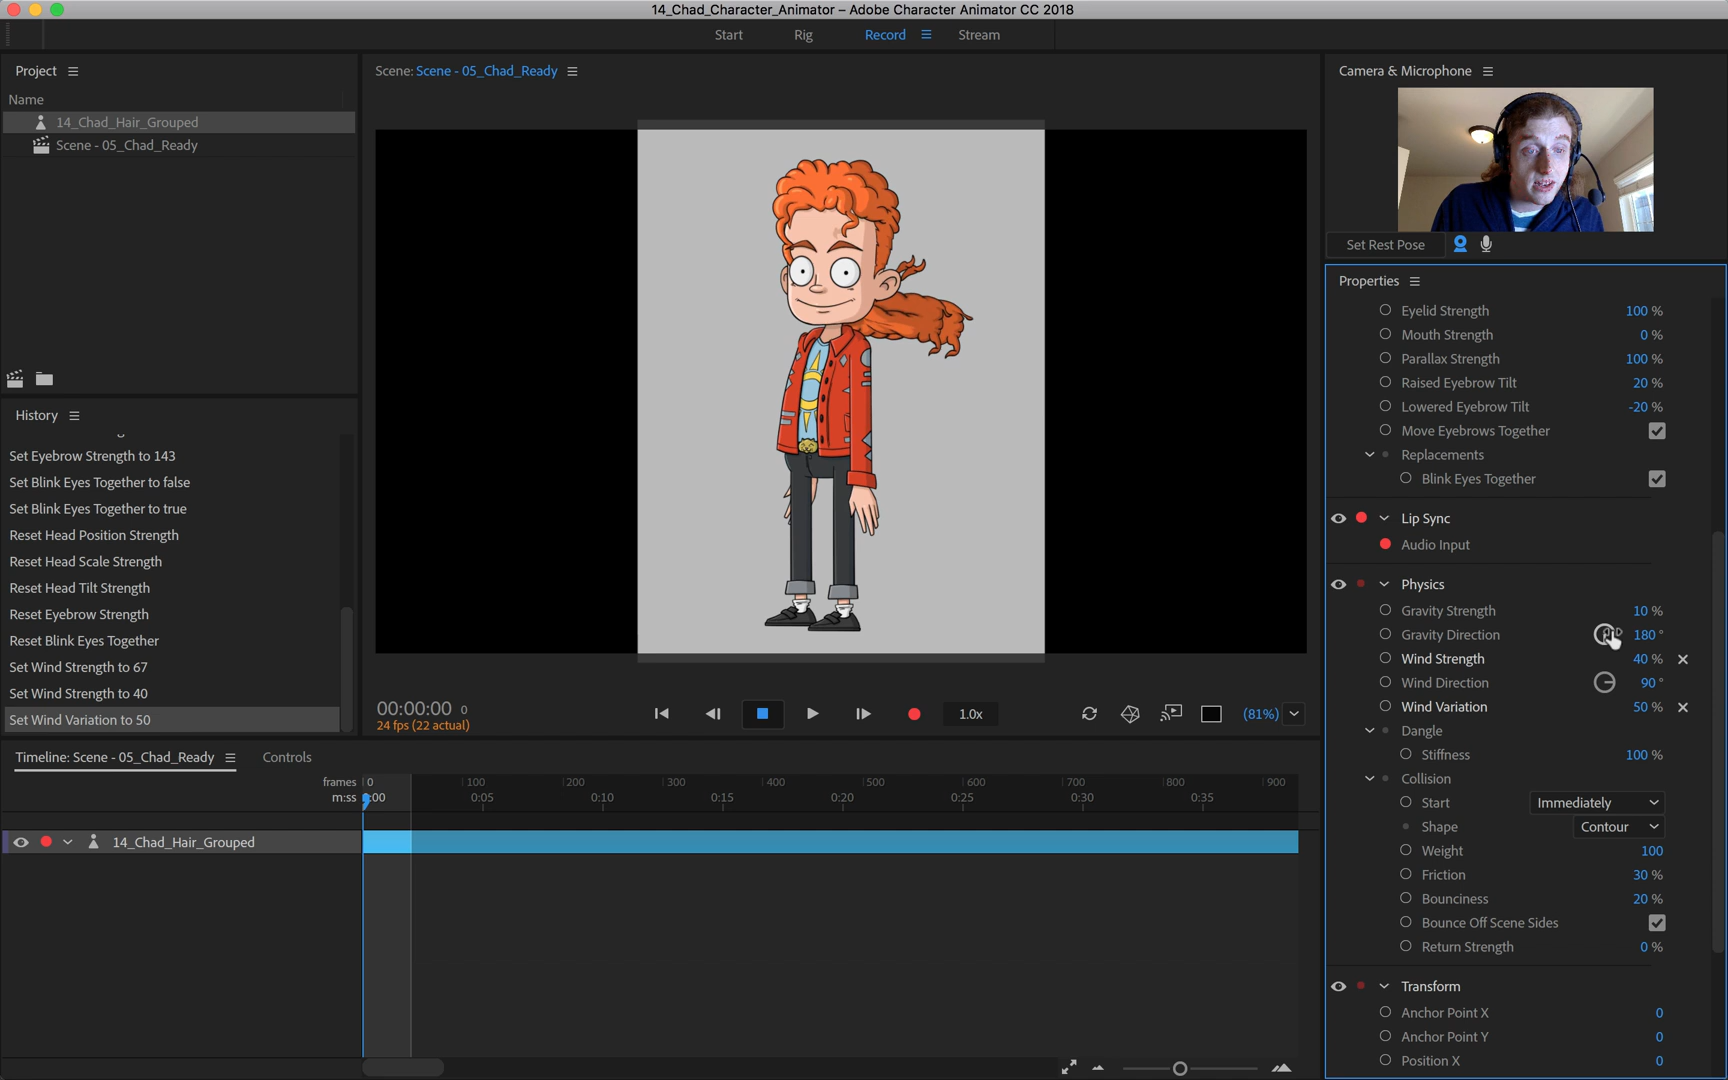 14_Chad_Character_Animator – Adobe Character Animator CC 2018
Start Rig Record Stream
Project
Name
14_Chad_Hair_Grouped
Scene - 05_Chad_Ready
History
Set Eyebrow Strength to 143
Set Blink Eyes Together to false
Set Blink Eyes Together to true
Reset Head Position Strength
Reset Head Scale Strength
Reset Head Tilt Strength
Reset Eyebrow Strength
Reset Blink Eyes Together
Set Wind Strength to 67
Set Wind Strength to 40
Set Wind Variation to 50
Scene: Scene - 05_Chad_Ready
00:00:00 0
24 fps (22 actual)
1.0x
(81%)
Camera & Microphone
Set Rest Pose
Properties
Eyelid Strength 100 %
Mouth Strength 0 %
Parallax Strength 100 %
Raised Eyebrow Tilt 20 %
Lowered Eyebrow Tilt -20 %
Move Eyebrows Together
Replacements
Blink Eyes Together
Lip Sync
Audio Input
Physics
Gravity Strength 10 %
Gravity Direction 180 °
Wind Strength 40 %
Wind Direction 90 °
Wind Variation 50 %
Dangle
Stiffness 100 %
Collision
Start Immediately
Shape Contour
Weight 100
Friction 30 %
Bounciness 20 %
Bounce Off Scene Sides
Return Strength 0 %
Transform
Anchor Point X 0
Anchor Point Y 0
Position X 0
Timeline: Scene - 05_Chad_Ready Controls
frames 0 100 200 300 400 500 600 700 800 900
m:ss 0:00 0:05 0:10 0:15 0:20 0:25 0:30 0:35
14_Chad_Hair_Grouped